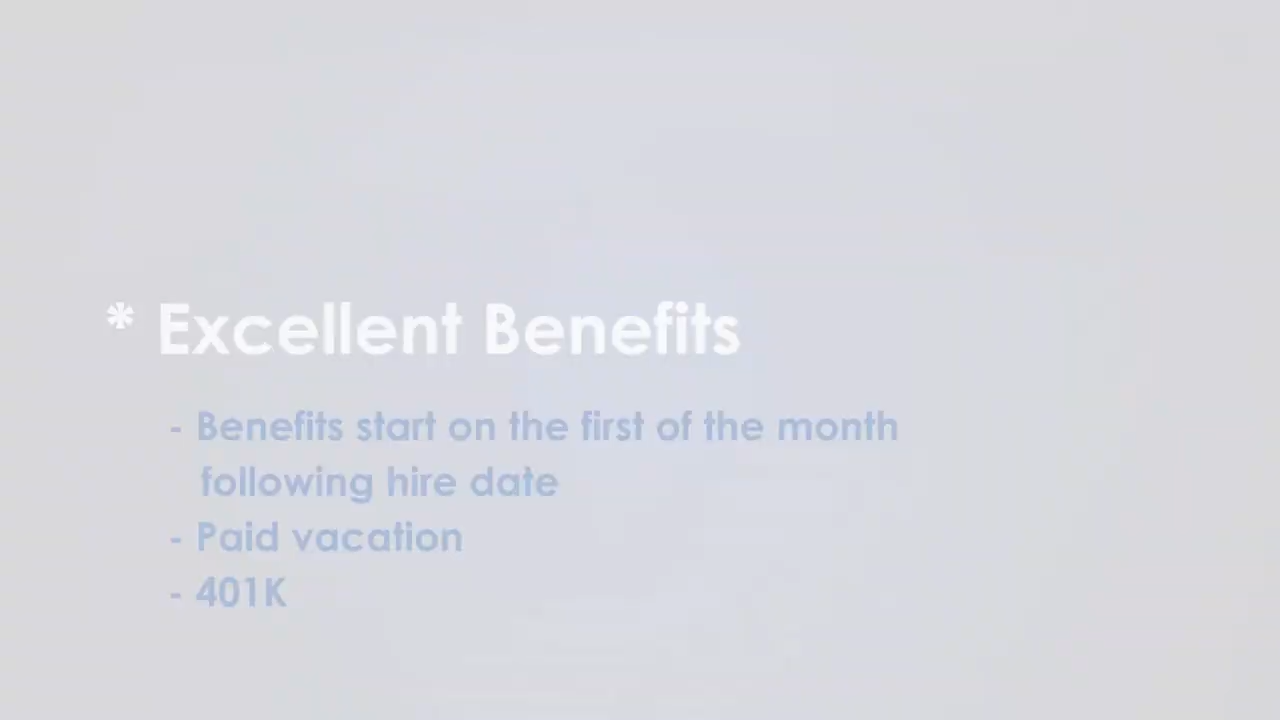 * Excellent Benefits
- Benefits start on the first of the month
following hire date
- Paid vacation
- 401K